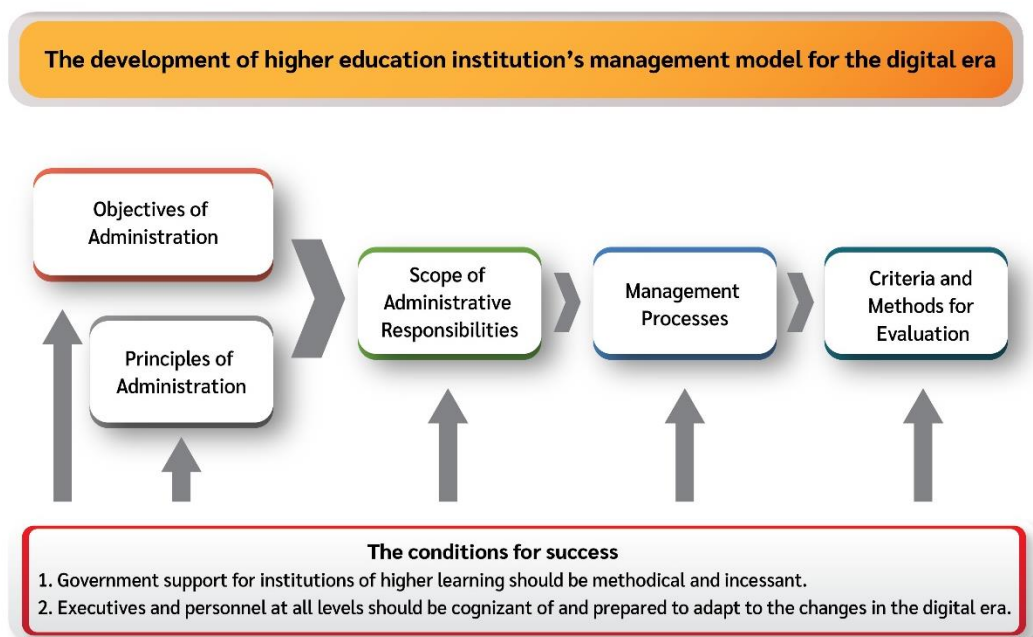 The development of higher education institution's management model for the digital era
Objectives of
Administration
Principles of
Administration
Scope of
Administrative
Responsibilities
Management
Processes
Criteria and
Methods for
Evaluation
The conditions for success
1. Government support for institutions of higher learning should be methodical and incessant.
2. Executives and personnel at all levels should be cognizant of and prepared to adapt to the changes in the digital era.